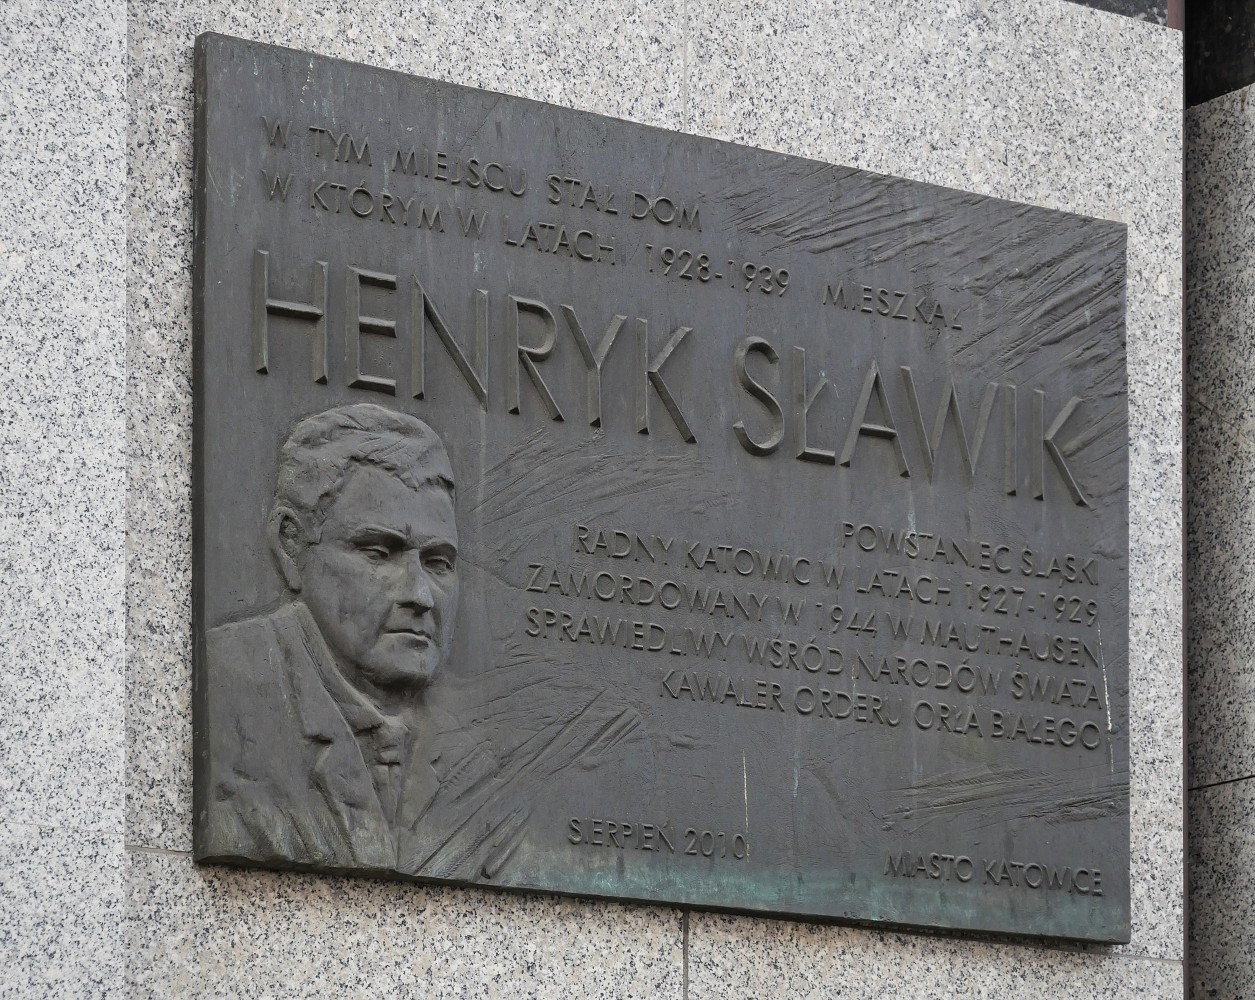 W TYM MIEJSCU STAŁ DOM
W KTÓRYM W LATACH 1928-1939 MIESZKAŁ
HENRYK SŁAWIK
POWSTANIEC ŚLĄSKI
RADNY KATOWIC W LATACH 1927-1929
ZAMORDOWANY W 1944 W MAUTHAUSEN
SPRAWIEDLIWY WŚRÓD NARODÓW ŚWIATA
KAWALER ORDERU ORŁA BIAŁEGO
SIERPIEŃ 2010
MIASTO KATOWICE